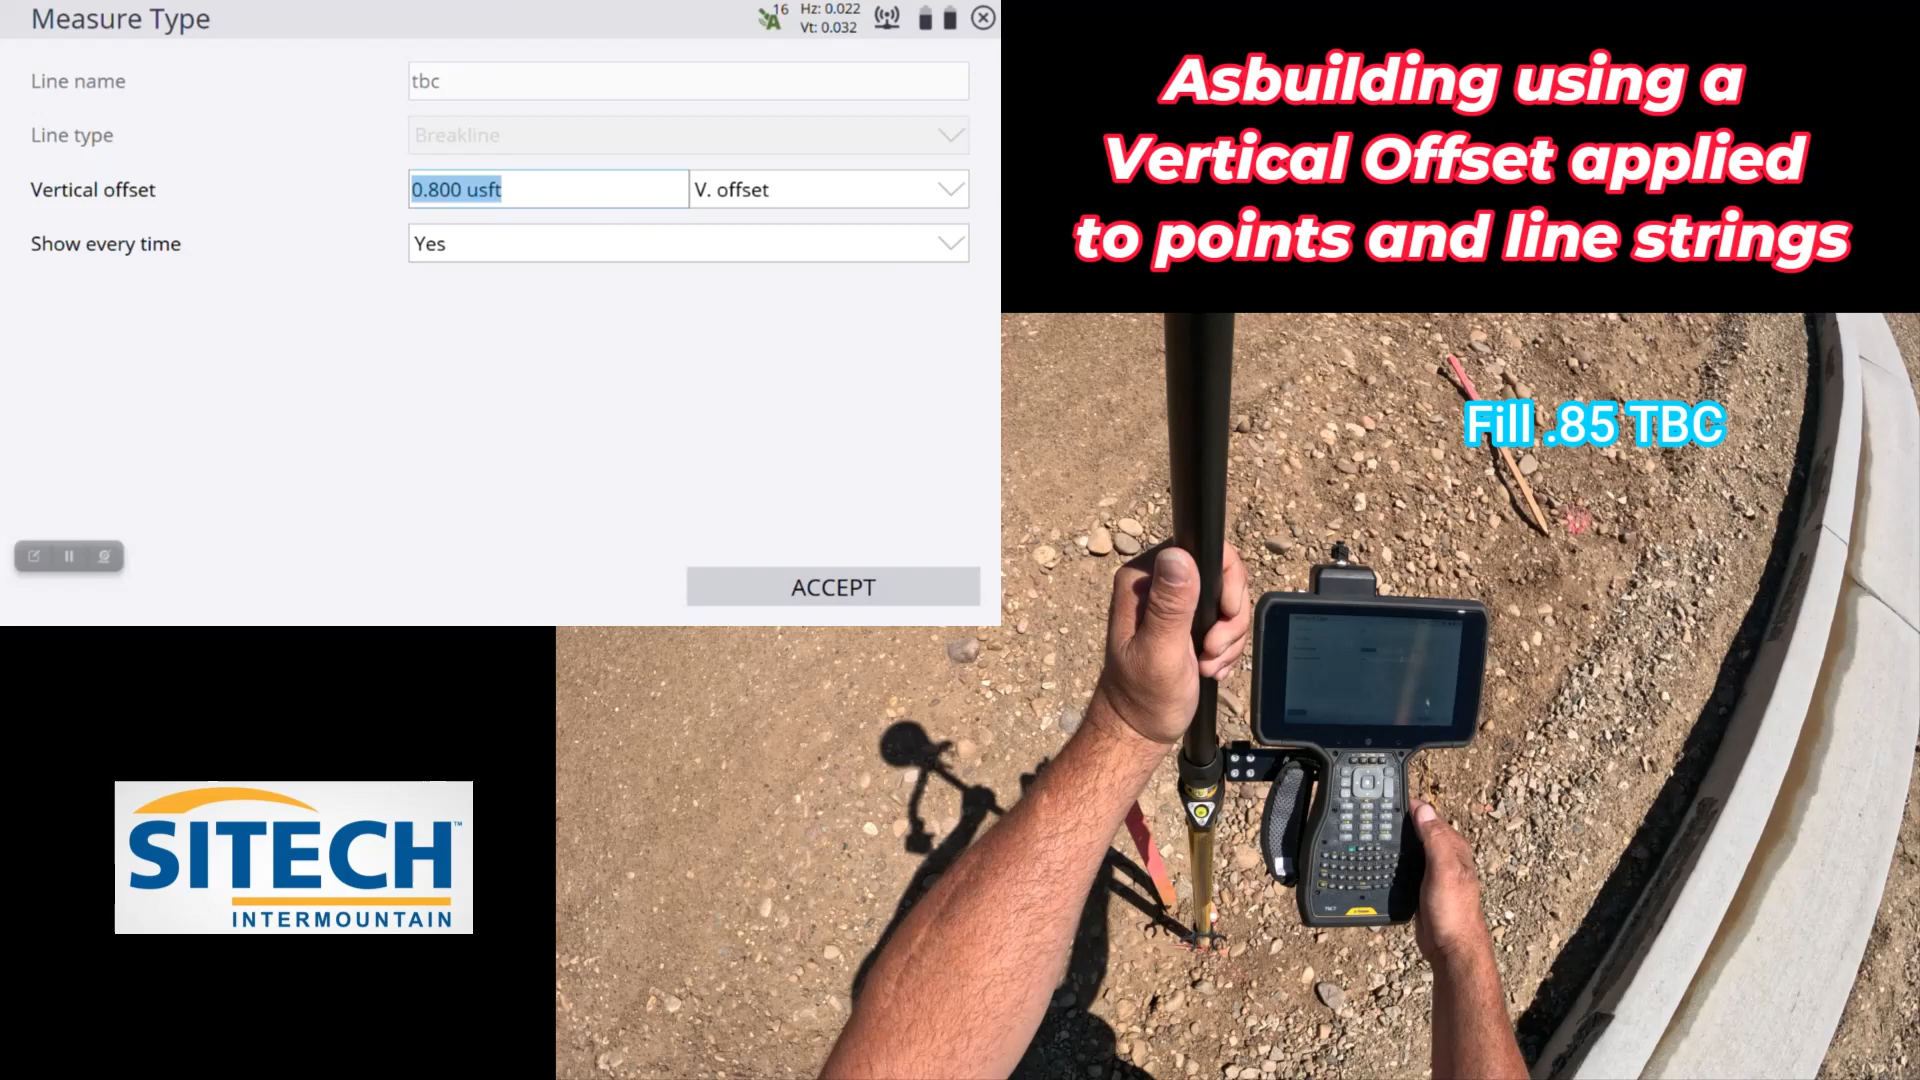 Measure Type
16
A
Hz: 0.022
Vt: 0.032
Line name
tbc
Line type
Breakline
Vertical offset
0.800 usft
V. offset
Show every time
Yes
ACCEPT
Asbuilding using a
Vertical Offset applied
to points and line strings
Fill .85 TBC
SITECH™
INTERMOUNTAIN